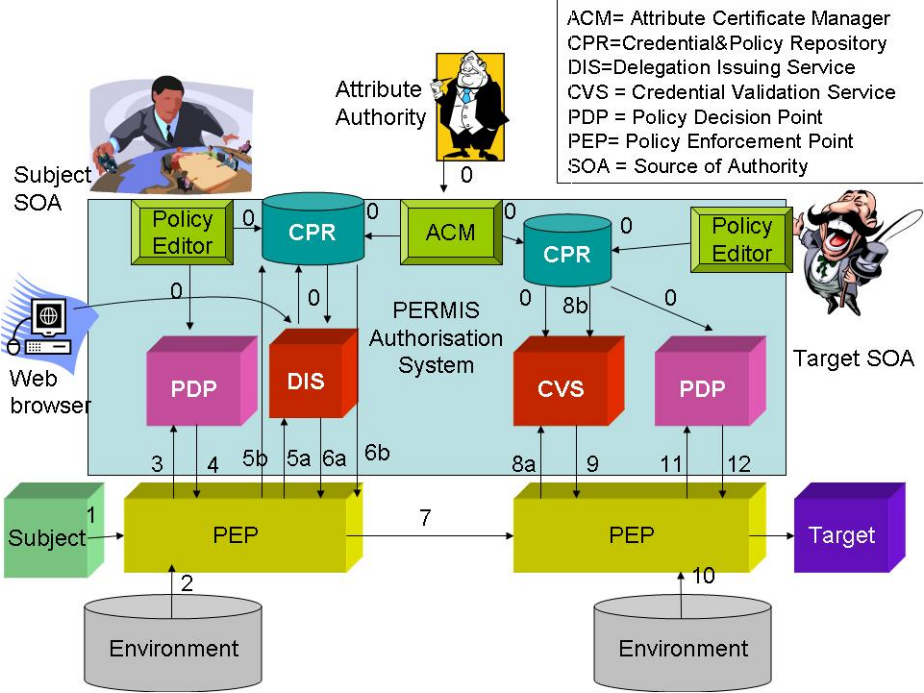 ACM= Attribute Certificate Manager
CPR=Credential&Policy Repository
DIS=Delegation Issuing Service
CVS = Credential Validation Service
PDP = Policy Decision Point
PEP= Policy Enforcement Point
SOA = Source of Authority
Attribute
Authority
0
Subject
SOA
Policy
Editor
0
CPR
0
ACM
0
CPR
0
Policy
Editor
0
0
0
8b
0
PERMIS
Authorisation
System
Target SOA
Web
browser
PDP
DIS
CVS
PDP
3
4
5b
5a
6a
6b
8a
9
11
12
Subject
1
PEP
7
PEP
Target
2
10
Environment
Environment